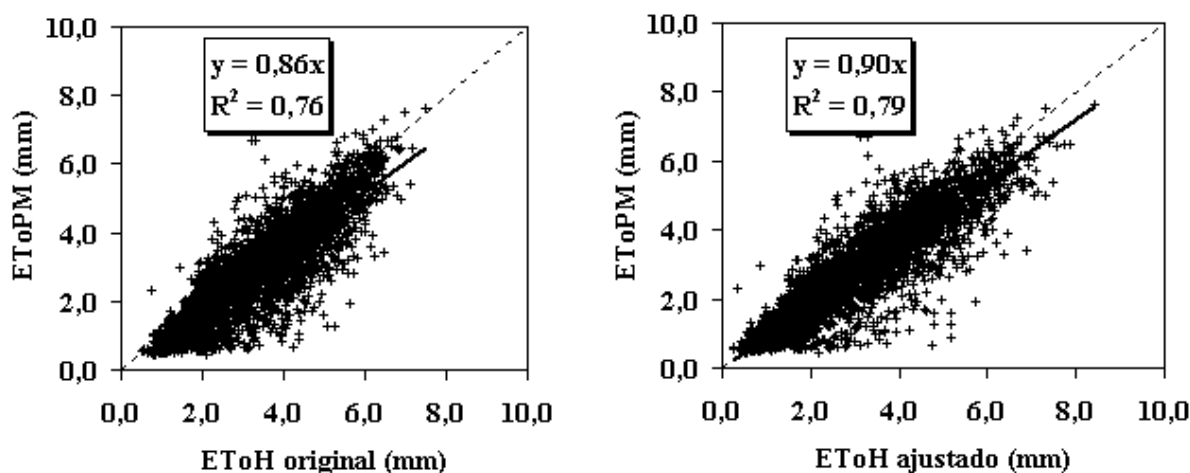 10,0
8,0
6,0
4,0
2,0
0,0
EToPM (mm)
y = 0,86x
R² = 0,76
0,0 2,0 4,0 6,0 8,0 10,0
EToH original (mm)
10,0
8,0
6,0
4,0
2,0
0,0
EToPM (mm)
y = 0,90x
R² = 0,79
0,0 2,0 4,0 6,0 8,0 10,0
EToH ajustado (mm)